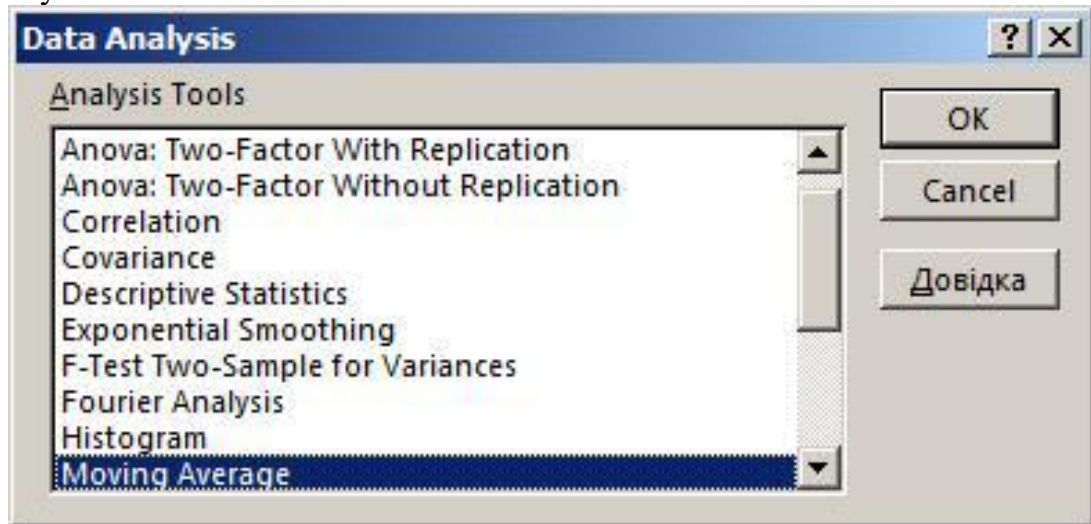 Data Analysis
Analysis Tools
Anova: Two-Factor With Replication
Anova: Two-Factor Without Replication
Correlation
Covariance
Descriptive Statistics
Exponential Smoothing
F-Test Two-Sample for Variances
Fourier Analysis
Histogram
Moving Average
OK
Cancel
Довідка